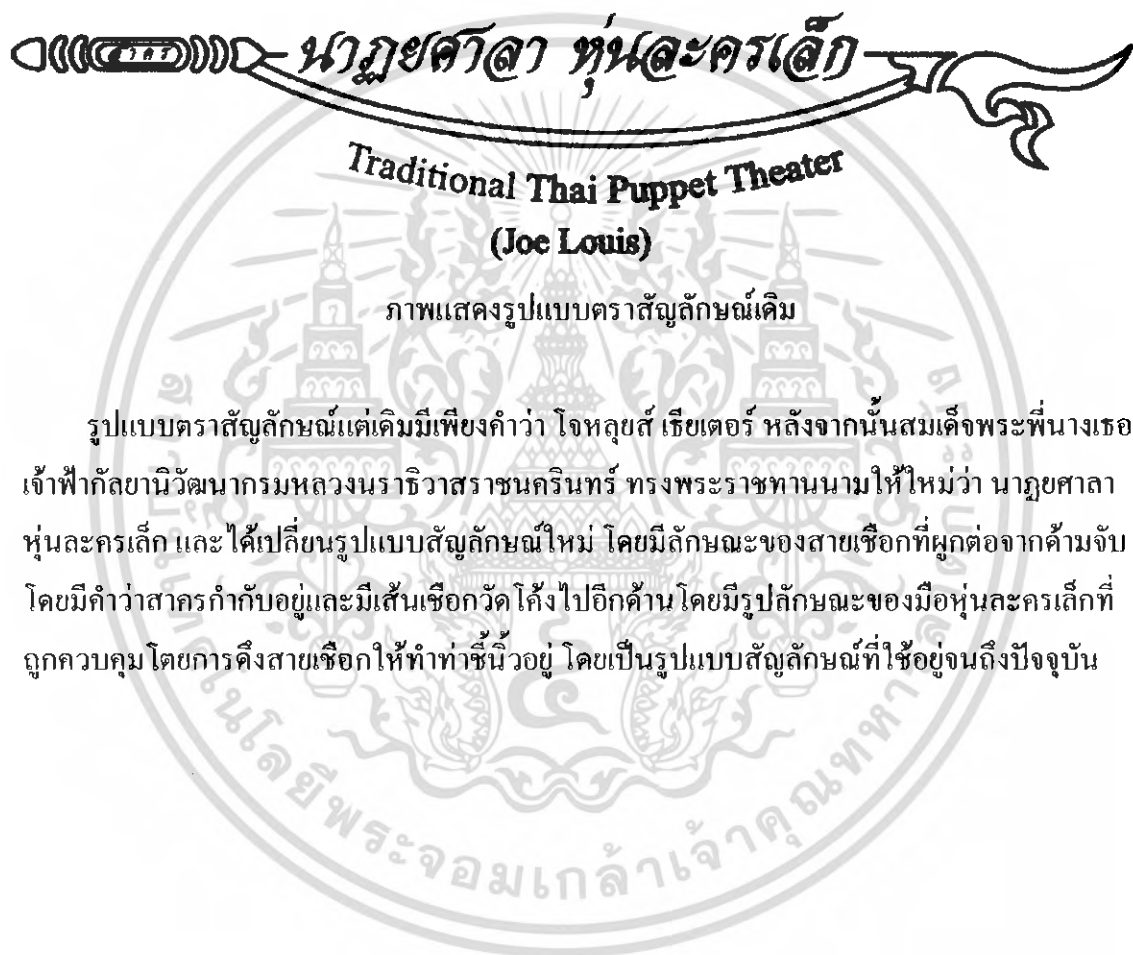 สาคร
นาฏยศาลา หุ่นละครเล็ก
Traditional Thai Puppet Theater
(Joe Louis)
ภาพแสดงรูปแบบตราสัญลักษณ์เดิม
รูปแบบตราสัญลักษณ์แต่เดิมมีเพียงคำว่า โจหลุยส์ เธียเตอร์ หลังจากนั้นสมเด็จพระพี่นางเธอ
เจ้าฟ้ากัลยานิวัฒนากรมหลวงนราธิวาสราชนครินทร์ ทรงพระราชทานนามให้ใหม่ว่า นาฏยศาลา
หุ่นละครเล็ก และได้เปลี่ยนรูปแบบสัญลักษณ์ใหม่ โดยมีลักษณะของสายเชือกที่ผูกต่อจากด้ามจับ
โดยมีคำว่าสาครกำกับอยู่และมีเส้นเชือกวัดโค้งไปอีกด้านโดยมีรูปลักษณะของมือหุ่นละครเล็กที่
ถูกควบคุมโดยการดึงสายเชือกให้ทำท่าชี้นิ้วอยู่ โดยเป็นรูปแบบสัญลักษณ์ที่ใช้อยู่จนถึงปัจจุบัน